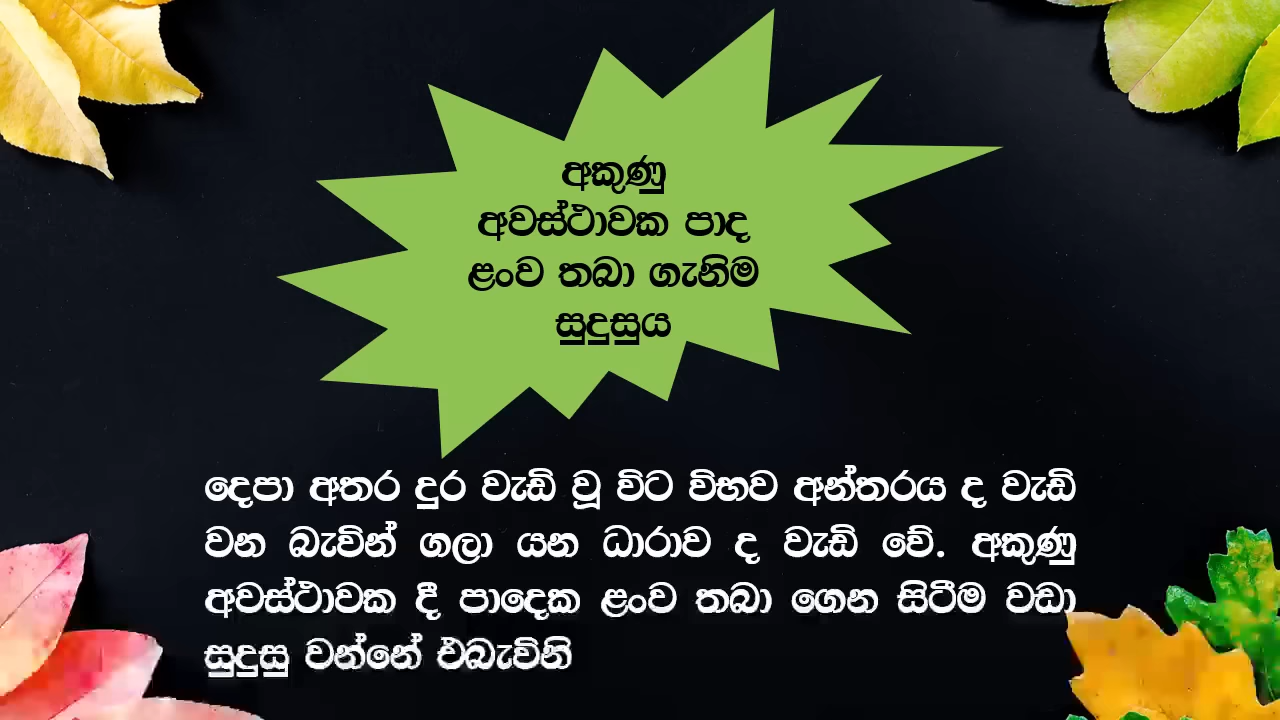 අකුණු
අවස්ථාවක පාද
ළංව තබා ගැනිම
සුදුසුය
දෙපා අතර දුර වැඩි වූ විට විභව අන්තරය ද වැඩි
වන බැවින් ගලා යන ධාරාව ද වැඩි වේ. අකුණු
අවස්ථාවක දී පාදෙක ළංව තබා ගෙන සිටීම වඩා
සුදුසු වන්නේ එබැවිනි